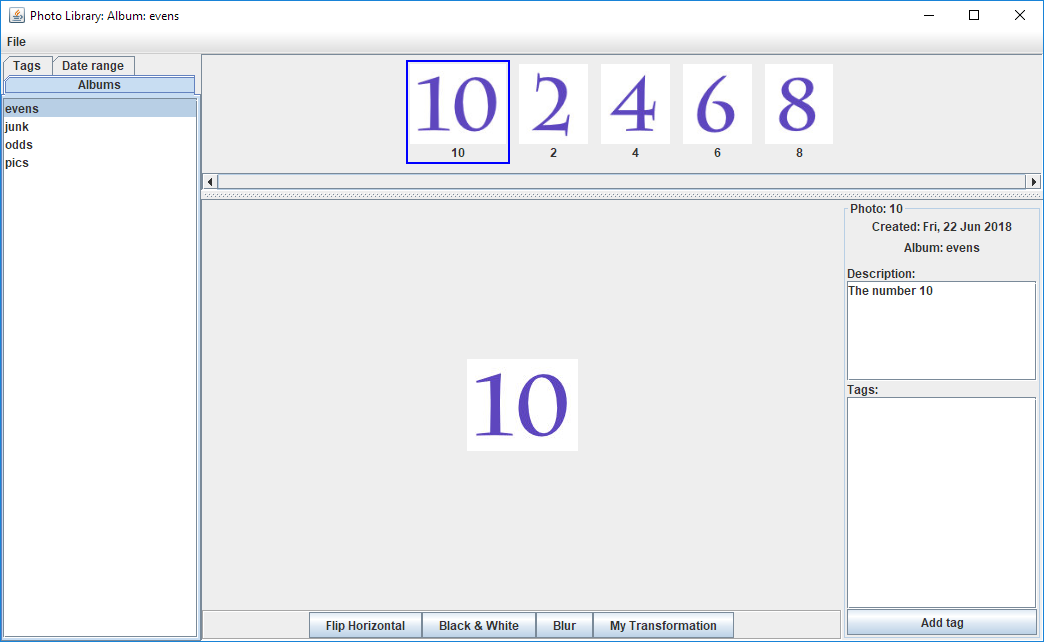 Photo Library: Album: evens
File
Tags Date range
Albums
evens
junk
odds
pics
10 2 4 6 8
10 2 4 6 8
10
Photo: 10
Created: Fri, 22 Jun 2018
Album: evens
Description:
The number 10
Tags:
Add tag
Flip Horizontal Black & White Blur My Transformation